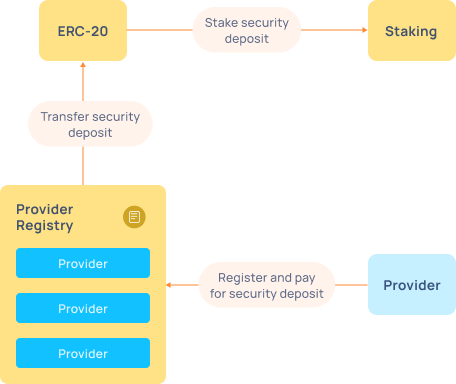 ERC-20
Stake security
deposit
Staking
Transfer security
deposit
Provider
Registry
Provider
Provider
Provider
Register and pay
for security deposit
Provider